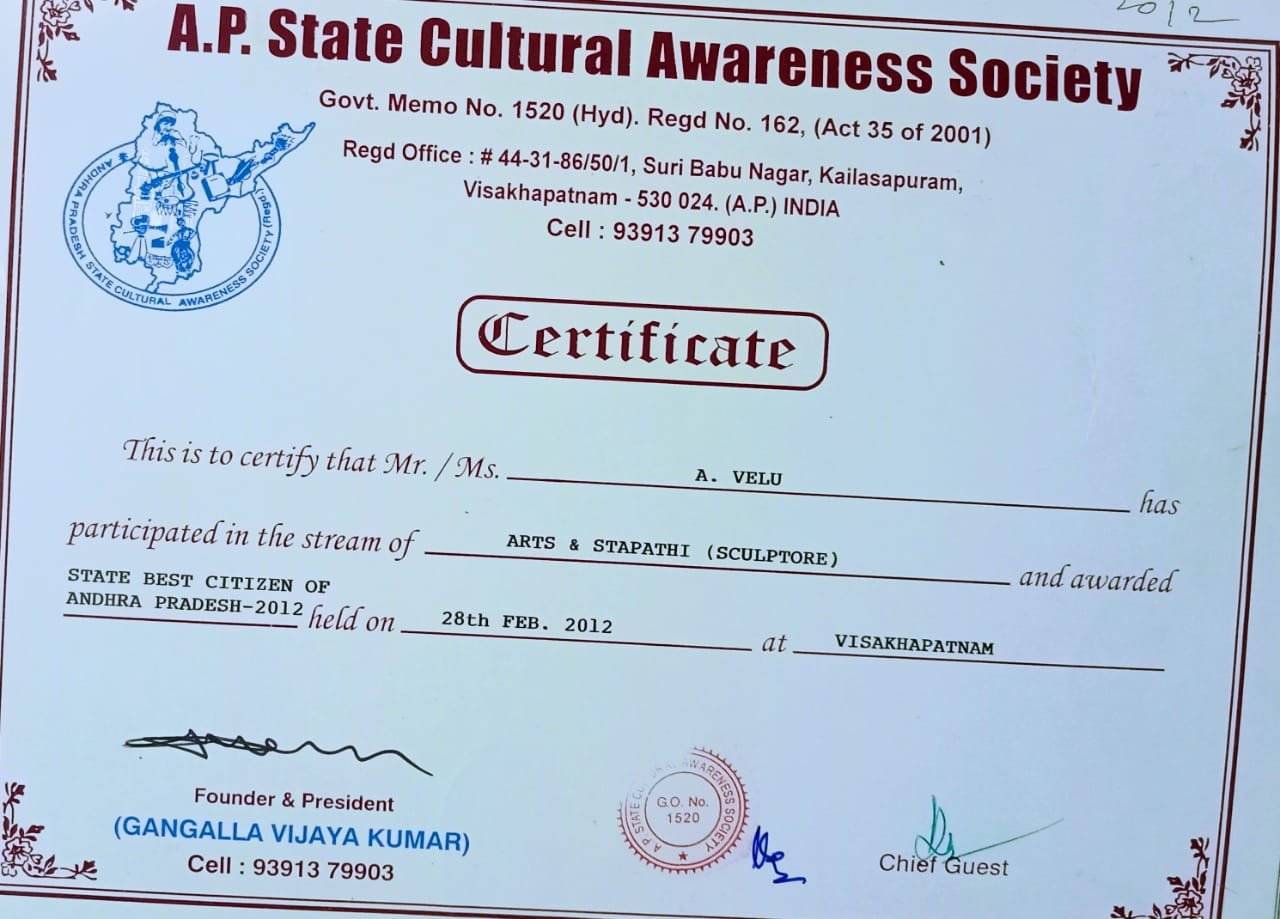 2012
A.P. State Cultural Awareness Society
Govt. Memo No. 1520 (Hyd). Regd No. 162, (Act 35 of 2001)
Regd Office : # 44-31-86/50/1, Suri Babu Nagar, Kailasapuram,
Visakhapatnam - 530 024. (A.P.) INDIA
Cell : 93913 79903
ANDHRA PRADESH STATE CULTURAL AWARENESS SOCIETY (Regd.)
Certificate
This is to certify that Mr. / Ms. A. VELU has
participated in the stream of ARTS & STAPATHI (SCULPTORE) and awarded
STATE BEST CITIZEN OF
ANDHRA PRADESH-2012 held on 28th FEB. 2012 at VISAKHAPATNAM
Founder & President
(GANGALLA VIJAYA KUMAR)
Cell : 93913 79903
A.P. STATE CULTURAL AWARENESS SOCIETY
G.O. No.
1520
Chief Guest